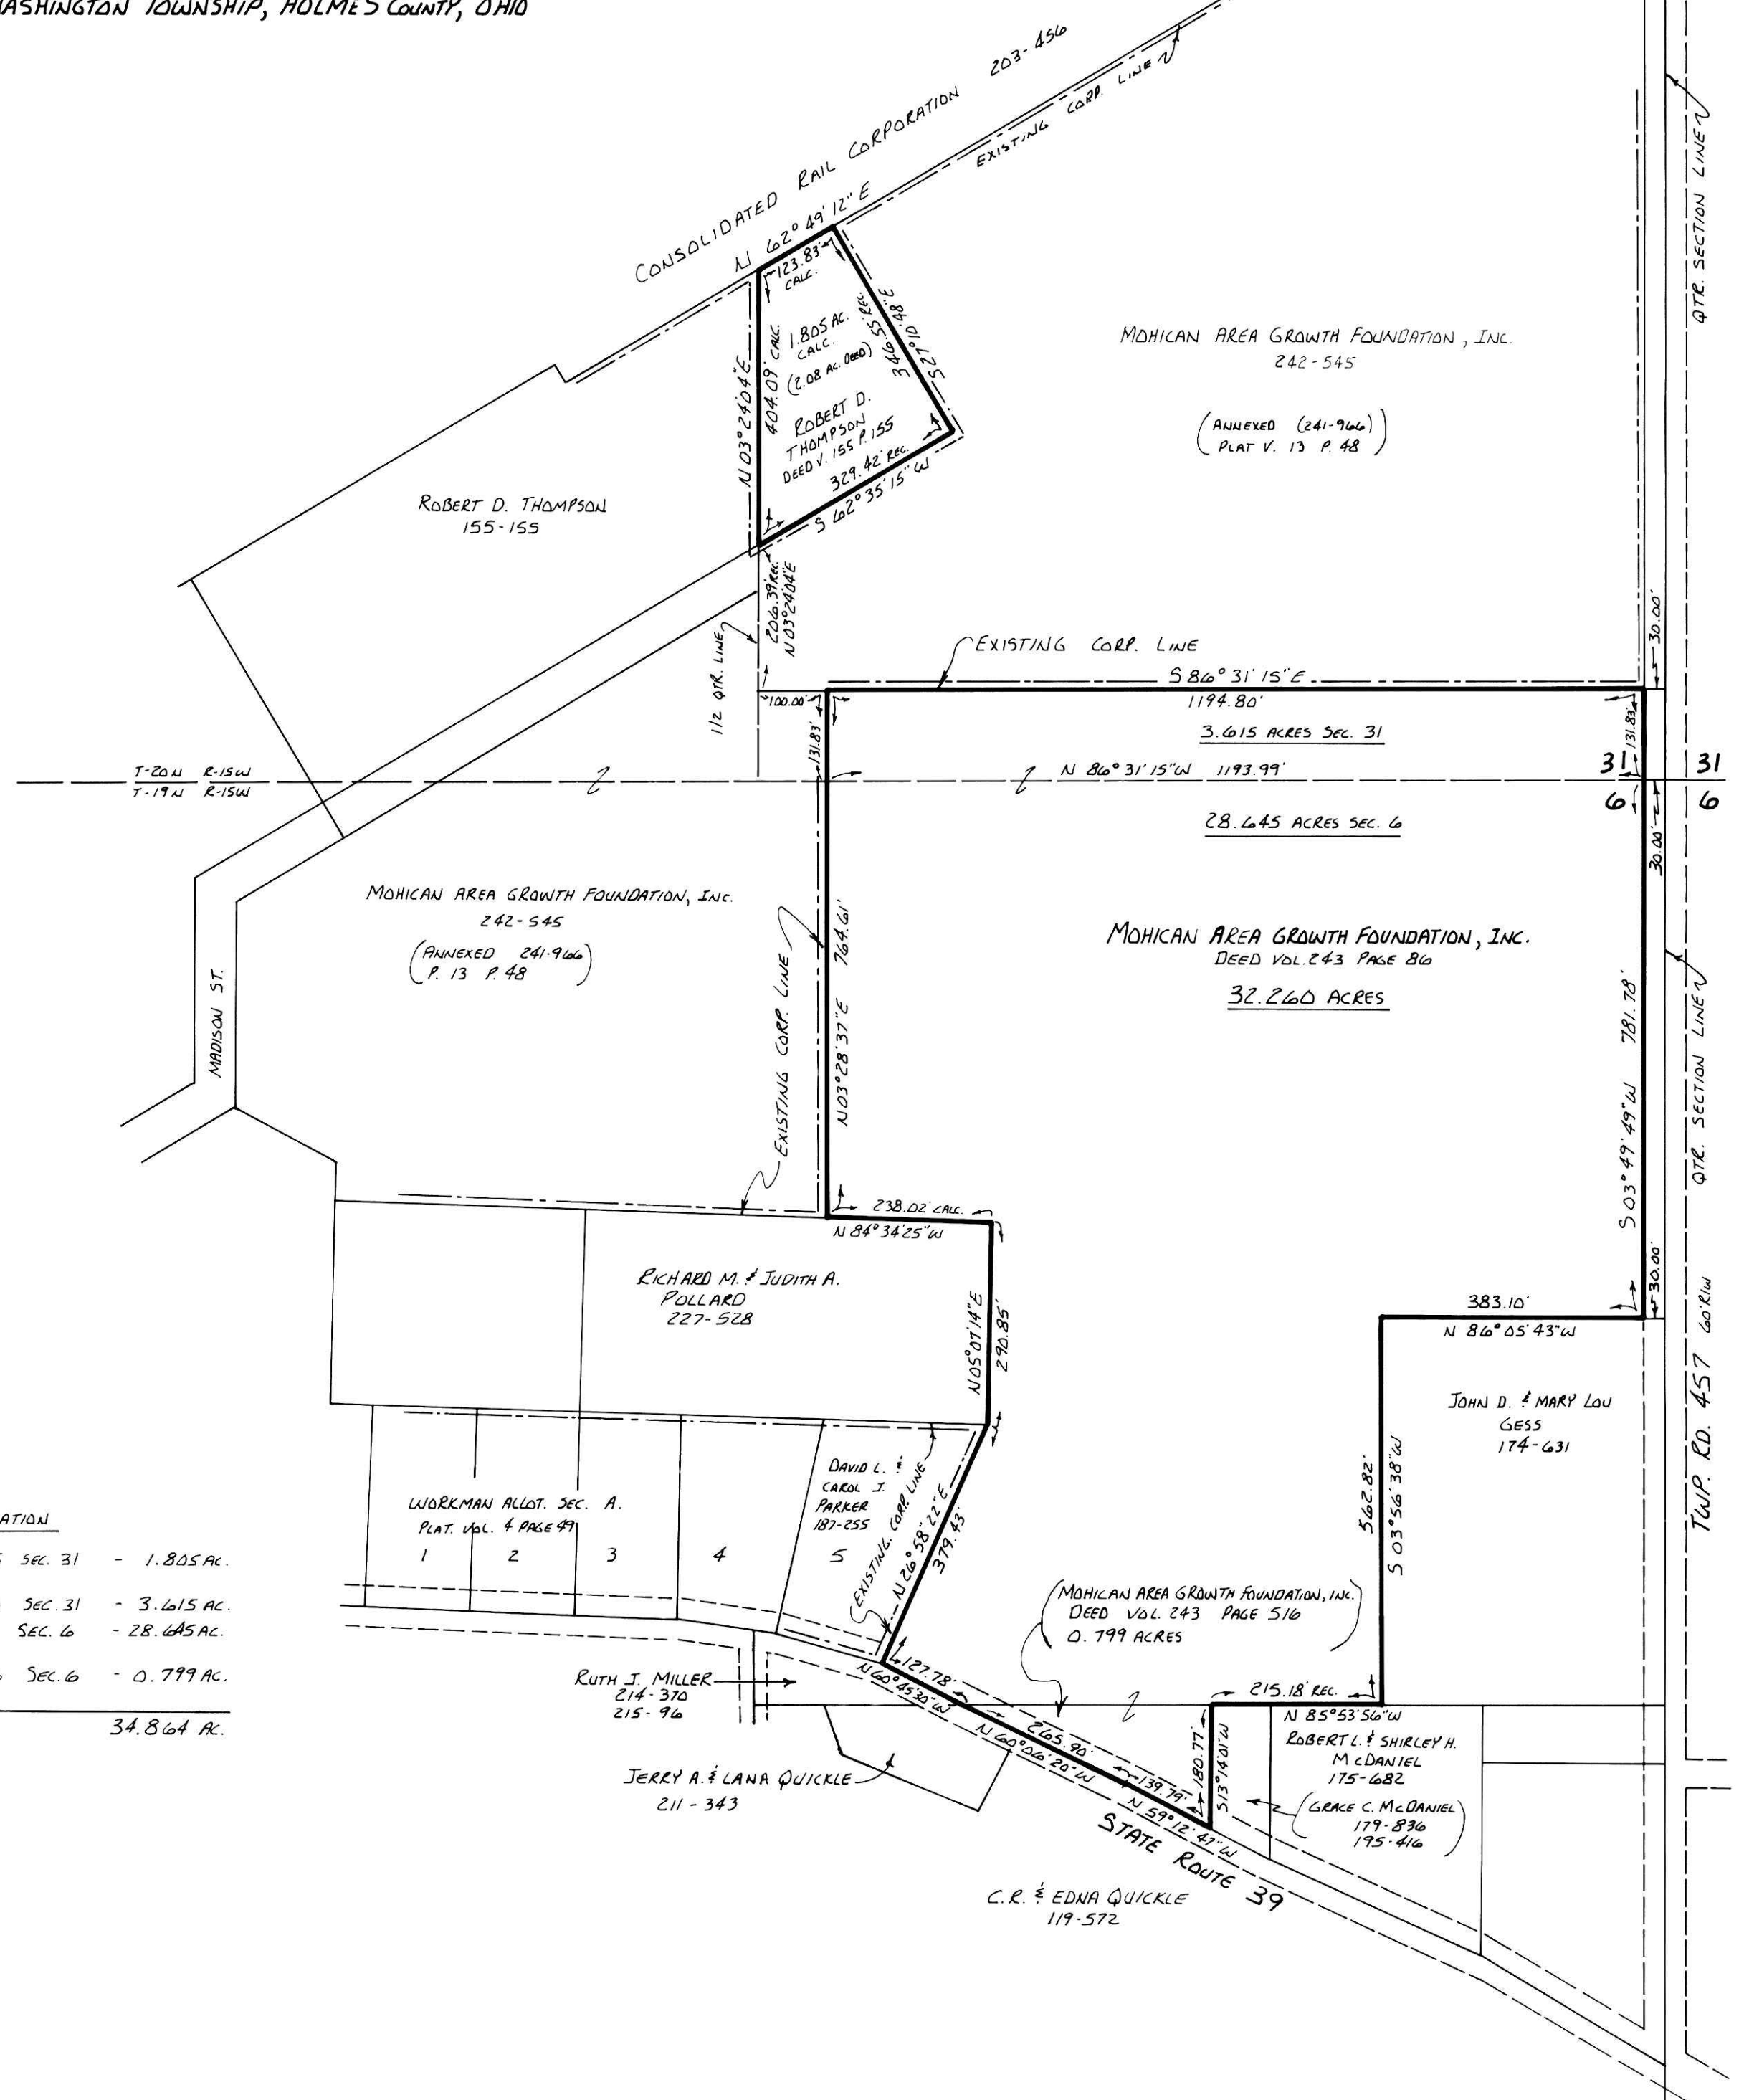 WASHINGTON TOWNSHIP, HOLMES COUNTY, OHIO
CONSOLIDATED RAIL CORPORATION 203-456
EXISTING CORP. LINE
QTR. SECTION LINE
N 62° 49' 12" E
123.83'
CALC.
1.805 AC.
CALC.
(2.08 AC. DEED)
ROBERT D.
THOMPSON
DEED V. 155 P. 155
N 03° 24' 04" E
404.09' CALC.
346.55' REC.
S 27° 10' 48" E
329.42' REC.
S 62° 35' 15" W
MOHICAN AREA GROWTH FOUNDATION, INC.
242-545
(ANNEXED (241-966)
PLAT V. 13 P. 48)
ROBERT D. THOMPSON
155-155
206.39' REC.
N 03° 24' 04" E
1/2 QTR. LINE
100.00'
EXISTING CORP. LINE
S 86° 31' 15" E
1194.80'
30.00'
131.83'
131.83'
3.615 ACRES SEC. 31
T-20N R-15W
T-19N R-15W
N 86° 31' 15" W 1193.99'
31 31
6 6
28.645 ACRES SEC. 6
30.00'
MOHICAN AREA GROWTH FOUNDATION, INC.
242-545
(ANNEXED 241-966
P. 13 P. 48)
MADISON ST.
EXISTING CORP. LINE
N 03° 28' 37" E 764.61'
MOHICAN AREA GROWTH FOUNDATION, INC.
DEED VOL. 243 PAGE 86
32.260 ACRES
S 03° 49' 49" W 781.78'
QTR. SECTION LINE
238.02' CALC.
N 84° 34' 25" W
RICHARD M. & JUDITH A.
POLLARD
227-528
N 05° 07' 14" E
290.85'
383.10'
N 86° 05' 43" W
30.00'
TWP. RD. 457 60' R/W
JOHN D. & MARY LOU
GESS
174-631
562.82'
S 03° 56' 38" W
WORKMAN ALLOT. SEC. A.
PLAT. VOL. 4 PAGE 49
1 2 3 4 5
DAVID L. &
CAROL J.
PARKER
187-255
EXISTING CORP. LINE
N 26° 58' 22" E
379.43'
ATION
SEC. 31 - 1.805 AC.
SEC. 31 - 3.615 AC.
SEC. 6 - 28.645 AC.
SEC. 6 - 0.799 AC.
34.864 AC.
(MOHICAN AREA GROWTH FOUNDATION, INC.
DEED VOL. 243 PAGE 516
0.799 ACRES)
RUTH J. MILLER
214-370
215-96
127.78'
N 60° 45' 30" W
265.90'
N 60° 06' 20" W
139.79'
N 59° 12' 47" W
180.77'
S 13° 14' 01" W
215.18' REC.
N 85° 53' 56" W
ROBERT L. & SHIRLEY H.
McDANIEL
175-682
(GRACE C. McDANIEL
179-836
195-416)
JERRY A. & LANA QUICKLE
211-343
STATE ROUTE 39
C.R. & EDNA QUICKLE
119-572